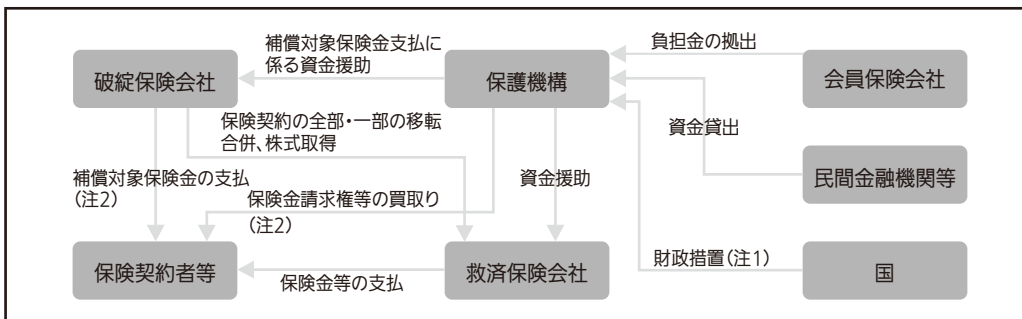 補償対象保険金支払に
係る資金援助
負担金の拠出
破綻保険会社
保護機構
会員保険会社
保険契約の全部・一部の移転
合併、株式取得
資金貸出
補償対象保険金の支払
(注2)
資金援助
民間金融機関等
保険金請求権等の買取り
(注2)
保険契約者等
救済保険会社
財政措置(注1)
国
保険金等の支払